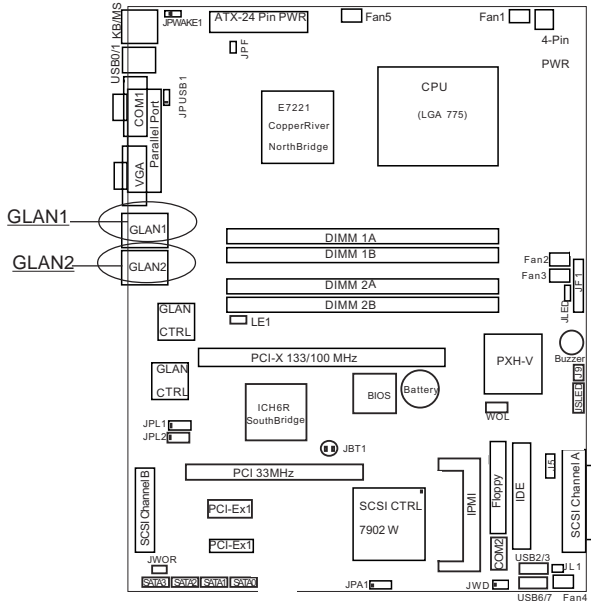 KB/MS
JPWAKE1
ATX-24 Pin PWR
Fan5
Fan1
4-Pin
PWR
USB0/1
JPF
JPUSB1
COM1
Parallel Port
VGA
E7221
CopperRiver
NorthBridge
CPU
(LGA 775)
GLAN1
GLAN1
GLAN2
GLAN2
DIMM 1A
DIMM 1B
DIMM 2A
DIMM 2B
Fan2
Fan3
JF1
JLED
GLAN
CTRL
LE1
PCI-X 133/100 MHz
PXH-V
Buzzer
GLAN
CTRL
BIOS
Battery
J9
JSLED
WOL
ICH6R
SouthBridge
JPL1
JPL2
JBT1
PCI 33MHz
SCSI Channel B
PCI-Ex1
PCI-Ex1
SCSI CTRL
7902 W
IPMI
Floppy
IDE
J5
SCSI Channel A
COM2
JWOR
SATA3
SATA2
SATA1
SATA0
JPA1
JWD
USB2/3
JL1
USB6/7
Fan4